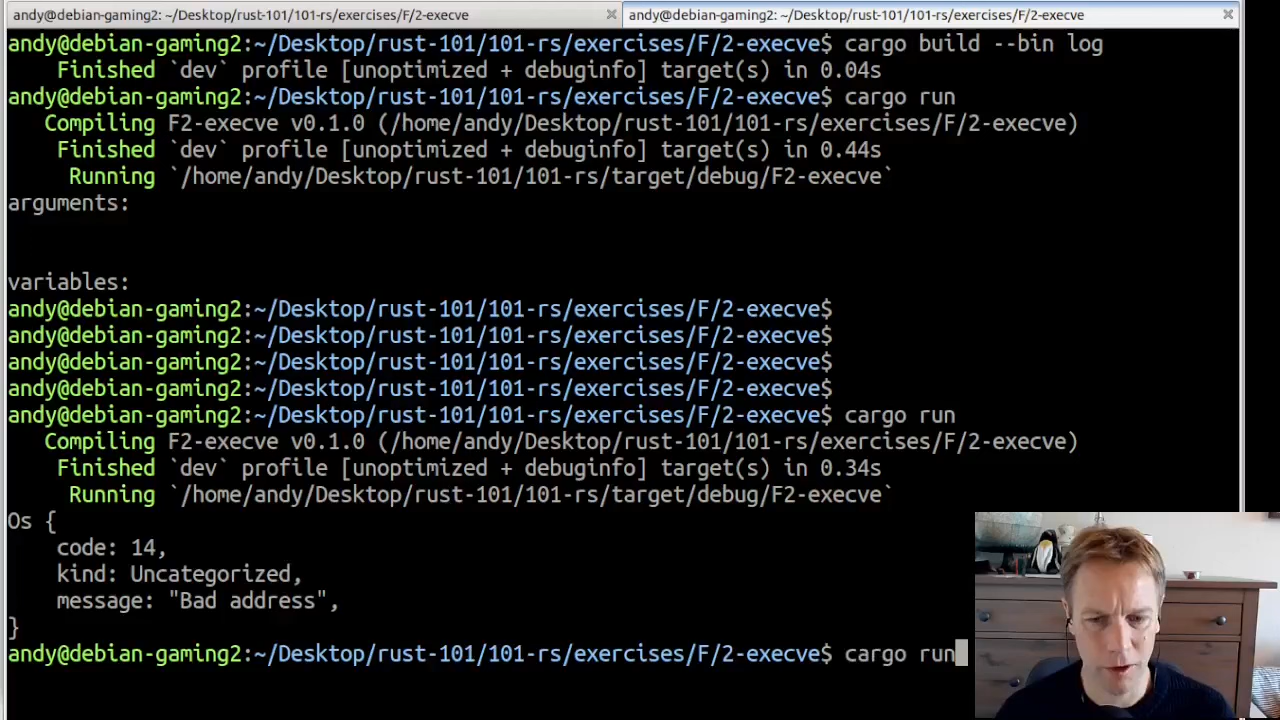 andy@debian-gaming2: ~/Desktop/rust-101/101-rs/exercises/F/2-execve
andy@debian-gaming2: ~/Desktop/rust-101/101-rs/exercises/F/2-execve
andy@debian-gaming2:~/Desktop/rust-101/101-rs/exercises/F/2-execve$ cargo build --bin log
Finished `dev` profile [unoptimized + debuginfo] target(s) in 0.04s
andy@debian-gaming2:~/Desktop/rust-101/101-rs/exercises/F/2-execve$ cargo run
Compiling F2-execve v0.1.0 (/home/andy/Desktop/rust-101/101-rs/exercises/F/2-execve)
Finished `dev` profile [unoptimized + debuginfo] target(s) in 0.44s
Running `/home/andy/Desktop/rust-101/101-rs/target/debug/F2-execve`
arguments:
variables:
andy@debian-gaming2:~/Desktop/rust-101/101-rs/exercises/F/2-execve$
andy@debian-gaming2:~/Desktop/rust-101/101-rs/exercises/F/2-execve$
andy@debian-gaming2:~/Desktop/rust-101/101-rs/exercises/F/2-execve$
andy@debian-gaming2:~/Desktop/rust-101/101-rs/exercises/F/2-execve$
andy@debian-gaming2:~/Desktop/rust-101/101-rs/exercises/F/2-execve$ cargo run
Compiling F2-execve v0.1.0 (/home/andy/Desktop/rust-101/101-rs/exercises/F/2-execve)
Finished `dev` profile [unoptimized + debuginfo] target(s) in 0.34s
Running `/home/andy/Desktop/rust-101/101-rs/target/debug/F2-execve`
Os {
code: 14,
kind: Uncategorized,
message: "Bad address",
}
andy@debian-gaming2:~/Desktop/rust-101/101-rs/exercises/F/2-execve$ cargo run